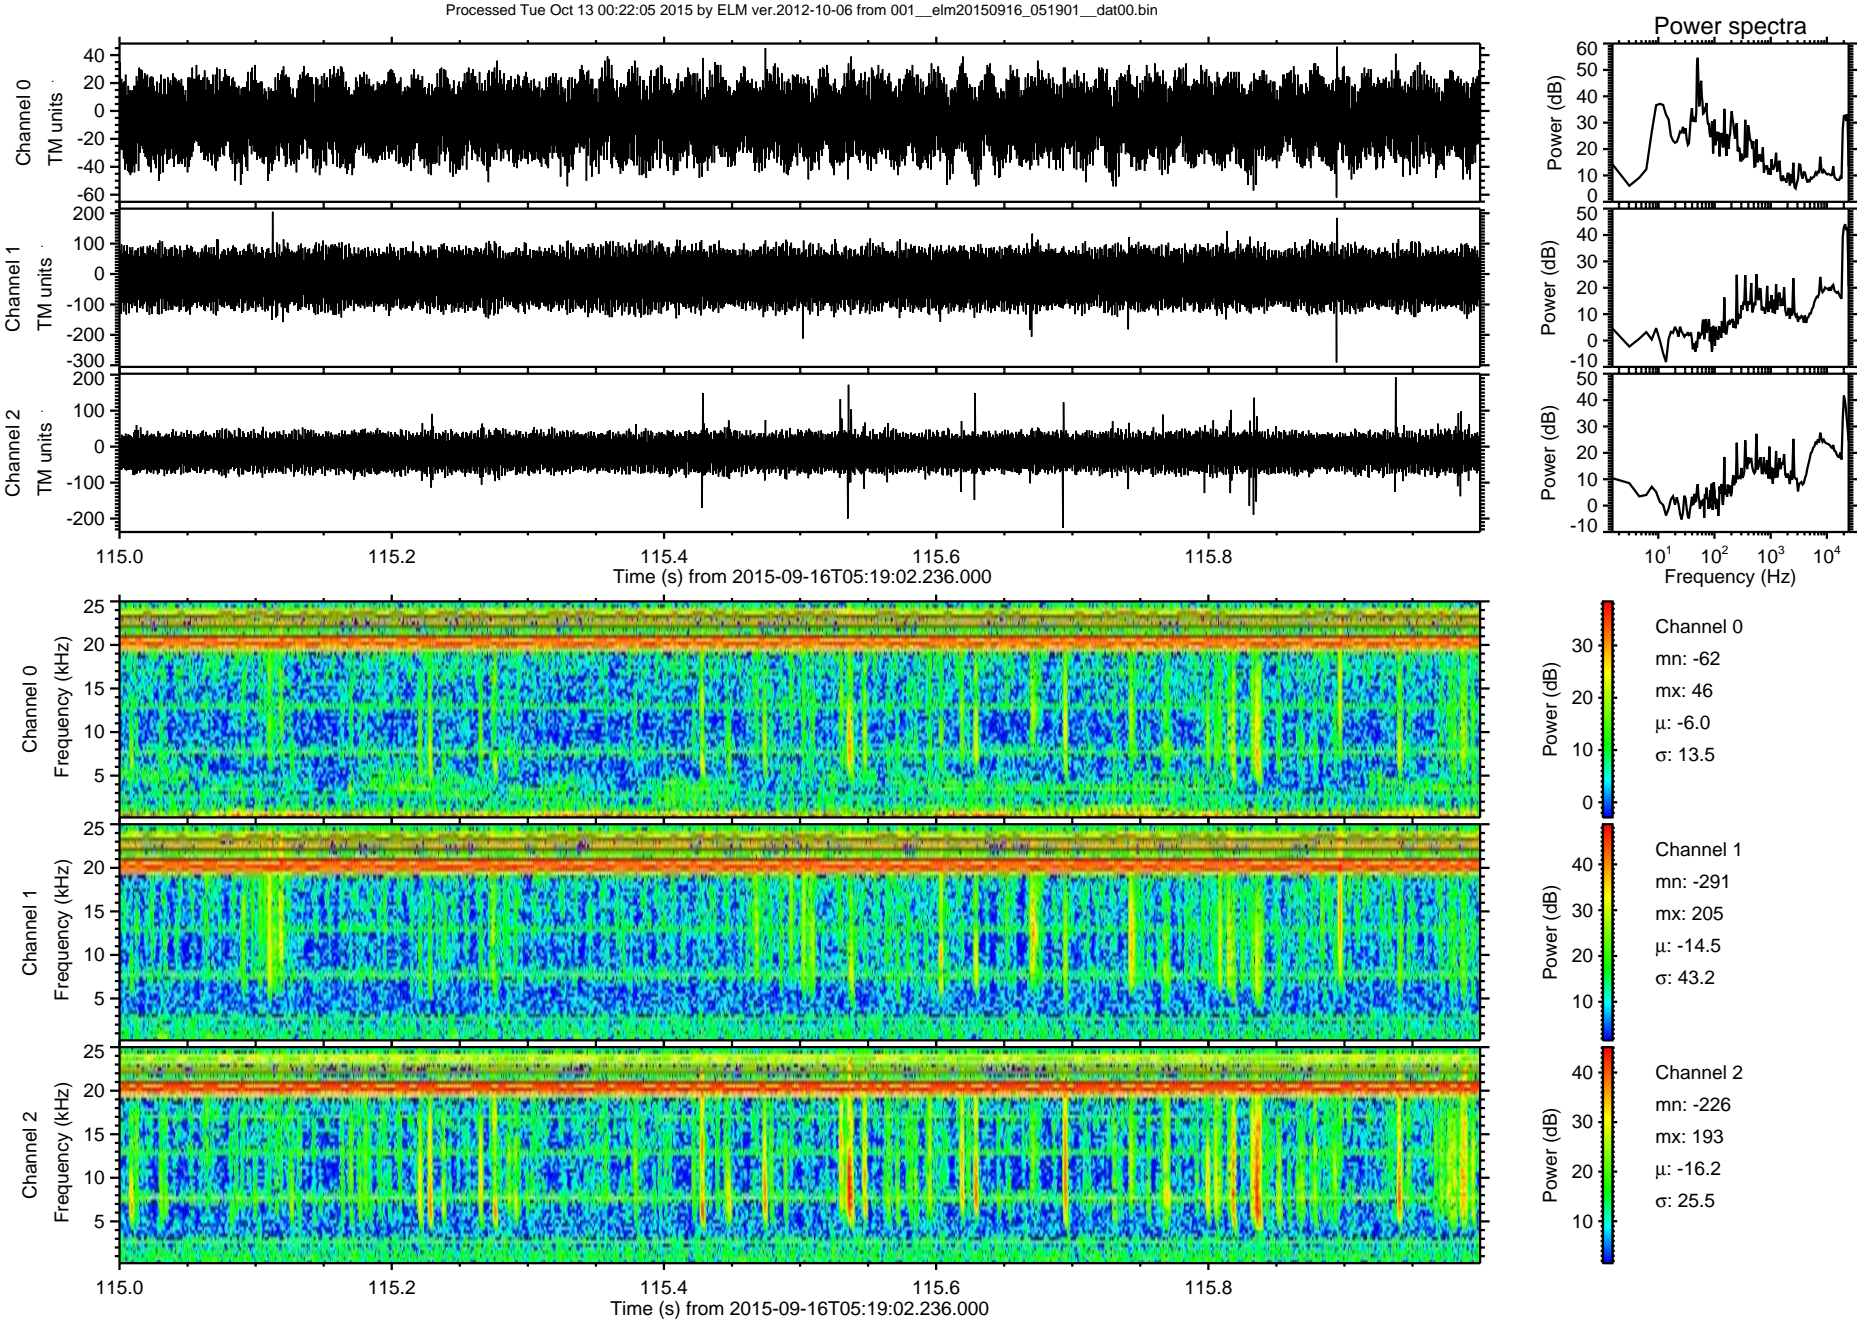 Processed Tue Oct 13 00:22:05 2015 by ELM ver.2012-10-06 from 001__elm20150916_051901__dat00.bin
Power spectra
Channel 0
TM units
40
20
0
-20
-40
-60
Power (dB)
60
50
40
30
20
10
0
Channel 1
TM units
200
100
0
-100
-200
-300
Power (dB)
50
40
30
20
10
0
-10
Channel 2
TM units
200
100
0
-100
-200
Power (dB)
50
40
30
20
10
0
-10
115.0 115.2 115.4 115.6 115.8
Time (s) from 2015-09-16T05:19:02.236.000
10¹ 10² 10³ 10⁴
Frequency (Hz)
Channel 0
Frequency (kHz)
25
20
15
10
5
Power (dB)
30
20
10
0
Channel 0
mn: -62
mx: 46
μ: -6.0
σ: 13.5
Channel 1
Frequency (kHz)
25
20
15
10
5
Power (dB)
40
30
20
10
Channel 1
mn: -291
mx: 205
μ: -14.5
σ: 43.2
Channel 2
Frequency (kHz)
25
20
15
10
5
Power (dB)
40
30
20
10
Channel 2
mn: -226
mx: 193
μ: -16.2
σ: 25.5
115.0 115.2 115.4 115.6 115.8
Time (s) from 2015-09-16T05:19:02.236.000